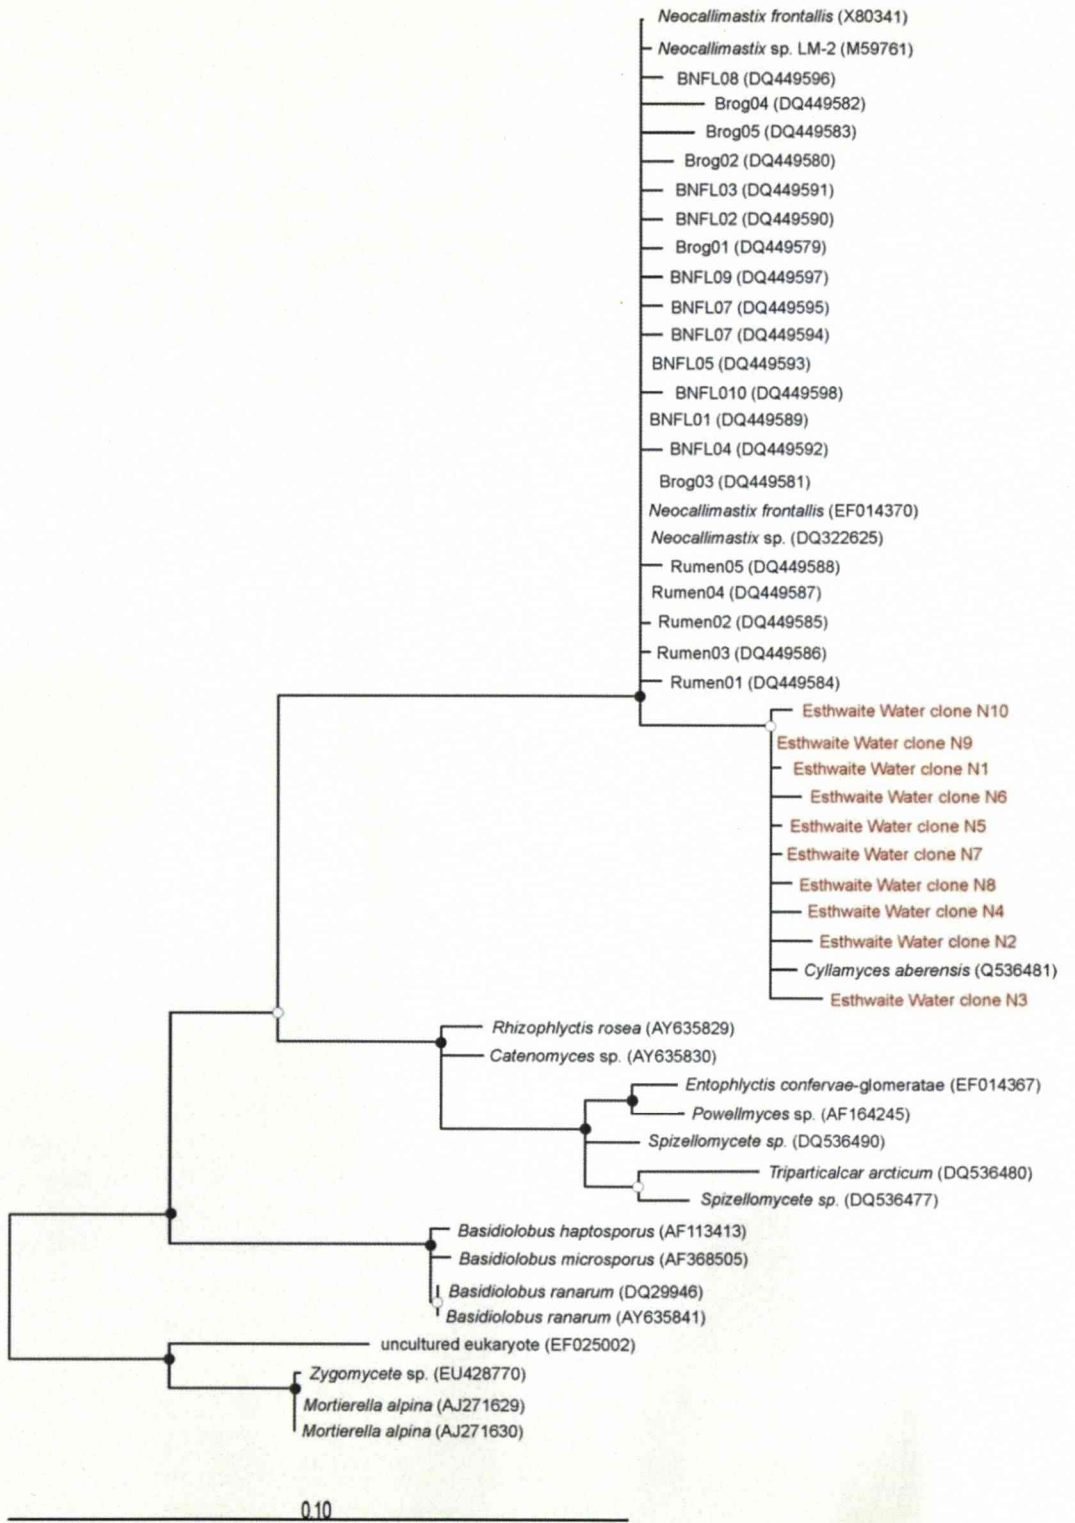 Neocallimastix frontallis (X80341)
Neocallimastix sp. LM-2 (M59761)
BNFL08 (DQ449596)
Brog04 (DQ449582)
Brog05 (DQ449583)
Brog02 (DQ449580)
BNFL03 (DQ449591)
BNFL02 (DQ449590)
Brog01 (DQ449579)
BNFL09 (DQ449597)
BNFL07 (DQ449595)
BNFL07 (DQ449594)
BNFL05 (DQ449593)
BNFL010 (DQ449598)
BNFL01 (DQ449589)
BNFL04 (DQ449592)
Brog03 (DQ449581)
Neocallimastix frontallis (EF014370)
Neocallimastix sp. (DQ322625)
Rumen05 (DQ449588)
Rumen04 (DQ449587)
Rumen02 (DQ449585)
Rumen03 (DQ449586)
Rumen01 (DQ449584)
Esthwaite Water clone N10
Esthwaite Water clone N9
Esthwaite Water clone N1
Esthwaite Water clone N6
Esthwaite Water clone N5
Esthwaite Water clone N7
Esthwaite Water clone N8
Esthwaite Water clone N4
Esthwaite Water clone N2
Cyllamyces aberensis (Q536481)
Esthwaite Water clone N3
Rhizophlyctis rosea (AY635829)
Catenomyces sp. (AY635830)
Entophlyctis confervae-glomeratae (EF014367)
Powellmyces sp. (AF164245)
Spizellomycete sp. (DQ536490)
Triparticalcar arcticum (DQ536480)
Spizellomycete sp. (DQ536477)
Basidiolobus haptosporus (AF113413)
Basidiolobus microsporus (AF368505)
Basidiolobus ranarum (DQ29946)
Basidiolobus ranarum (AY635841)
uncultured eukaryote (EF025002)
Zygomycete sp. (EU428770)
Mortierella alpina (AJ271629)
Mortierella alpina (AJ271630)
0.10